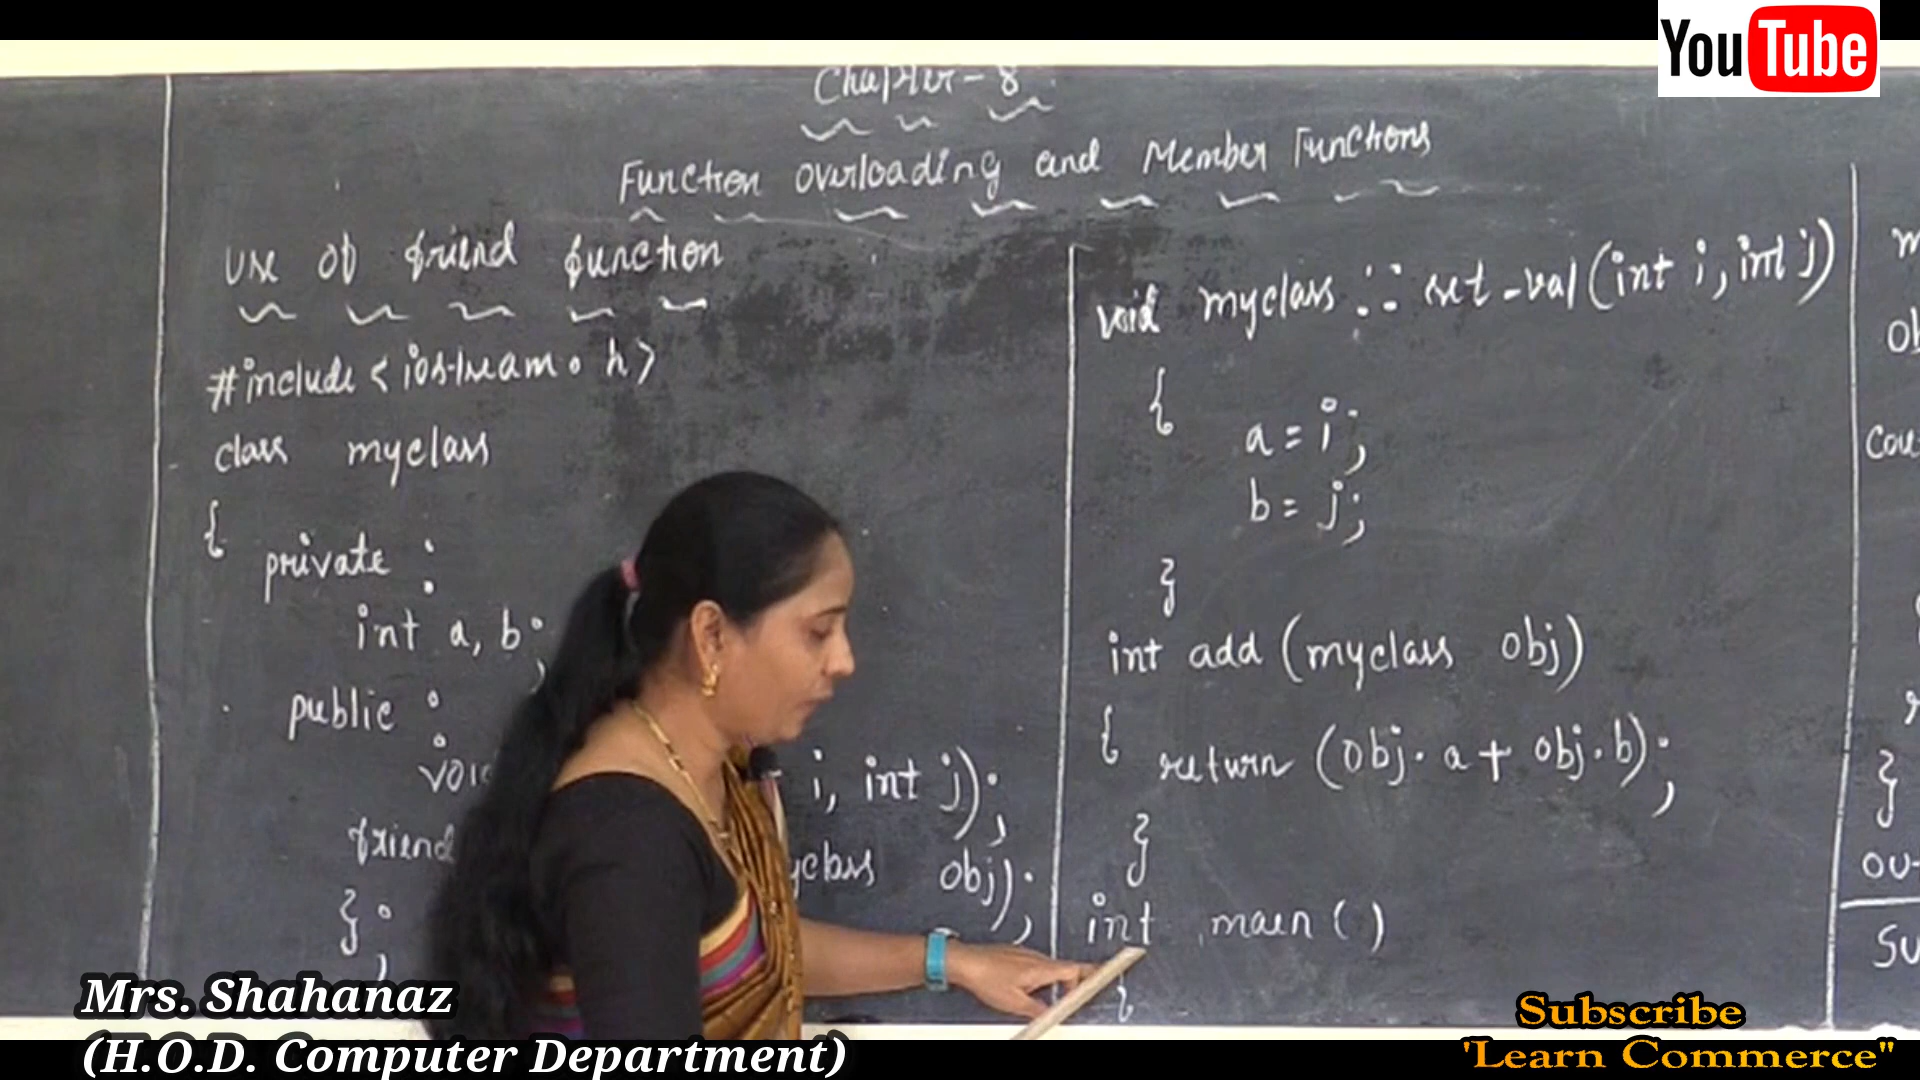 YouTube
Chapter - 8
Function overloading and Member Functions
use of friend function
#include <iostream.h>
class myclass
{
private :
int a, b;
public :
void i, int j);
friend myclass obj);
};
void myclass :: set-val (int i, int j)
{
a = i;
b = j;
}
int add (myclass obj)
{ return (obj. a + obj. b);
}
int main ( )
{
}
Mrs. Shahanaz
(H.O.D. Computer Department)
Subscribe
'Learn Commerce"